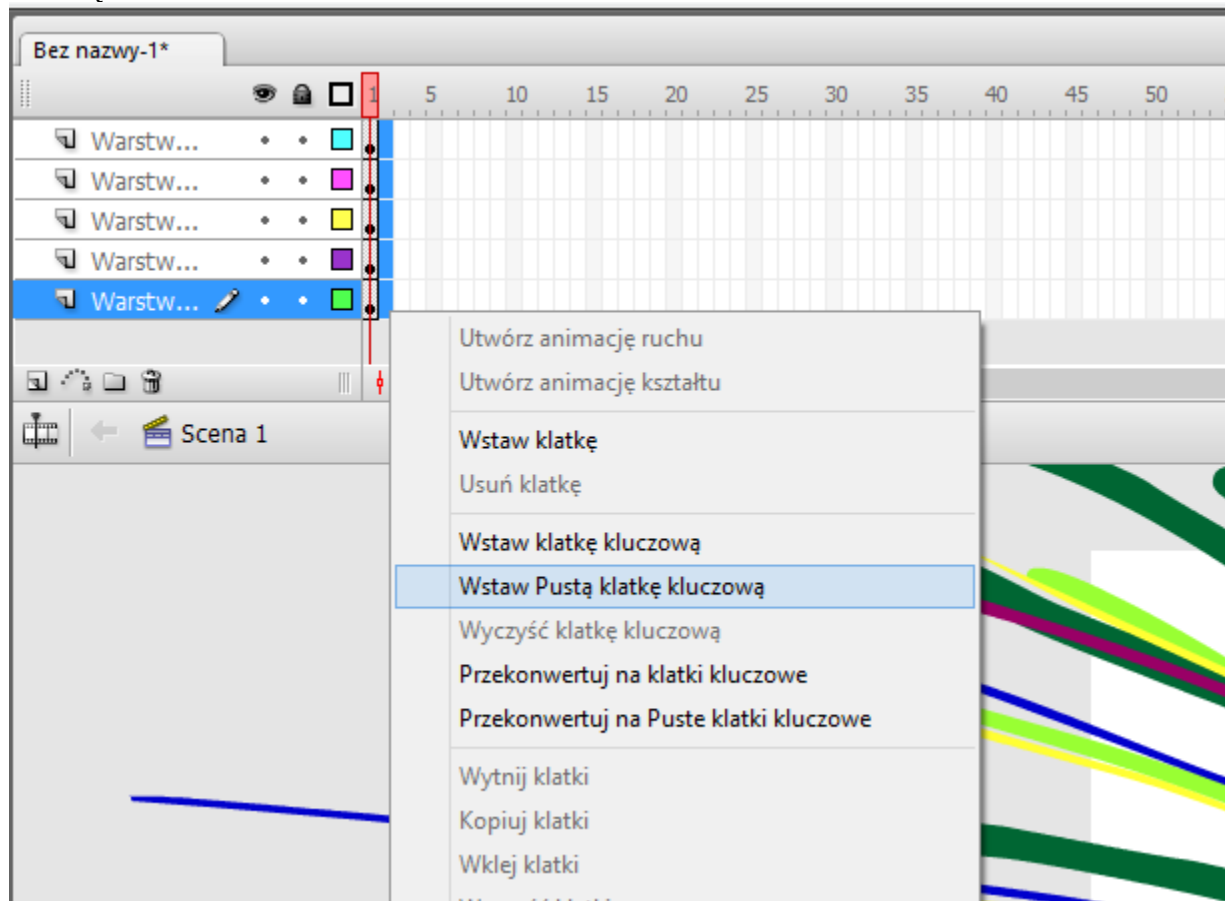 Bez nazwy-1*
1 5 10 15 20 25 30 35 40 45 50
Warstw...
Warstw...
Warstw...
Warstw...
Warstw...
Scena 1
Utwórz animację ruchu
Utwórz animację kształtu
Wstaw klatkę
Usuń klatkę
Wstaw klatkę kluczową
Wstaw Pustą klatkę kluczową
Wyczyść klatkę kluczową
Przekonwertuj na klatki kluczowe
Przekonwertuj na Puste klatki kluczowe
Wytnij klatki
Kopiuj klatki
Wklej klatki